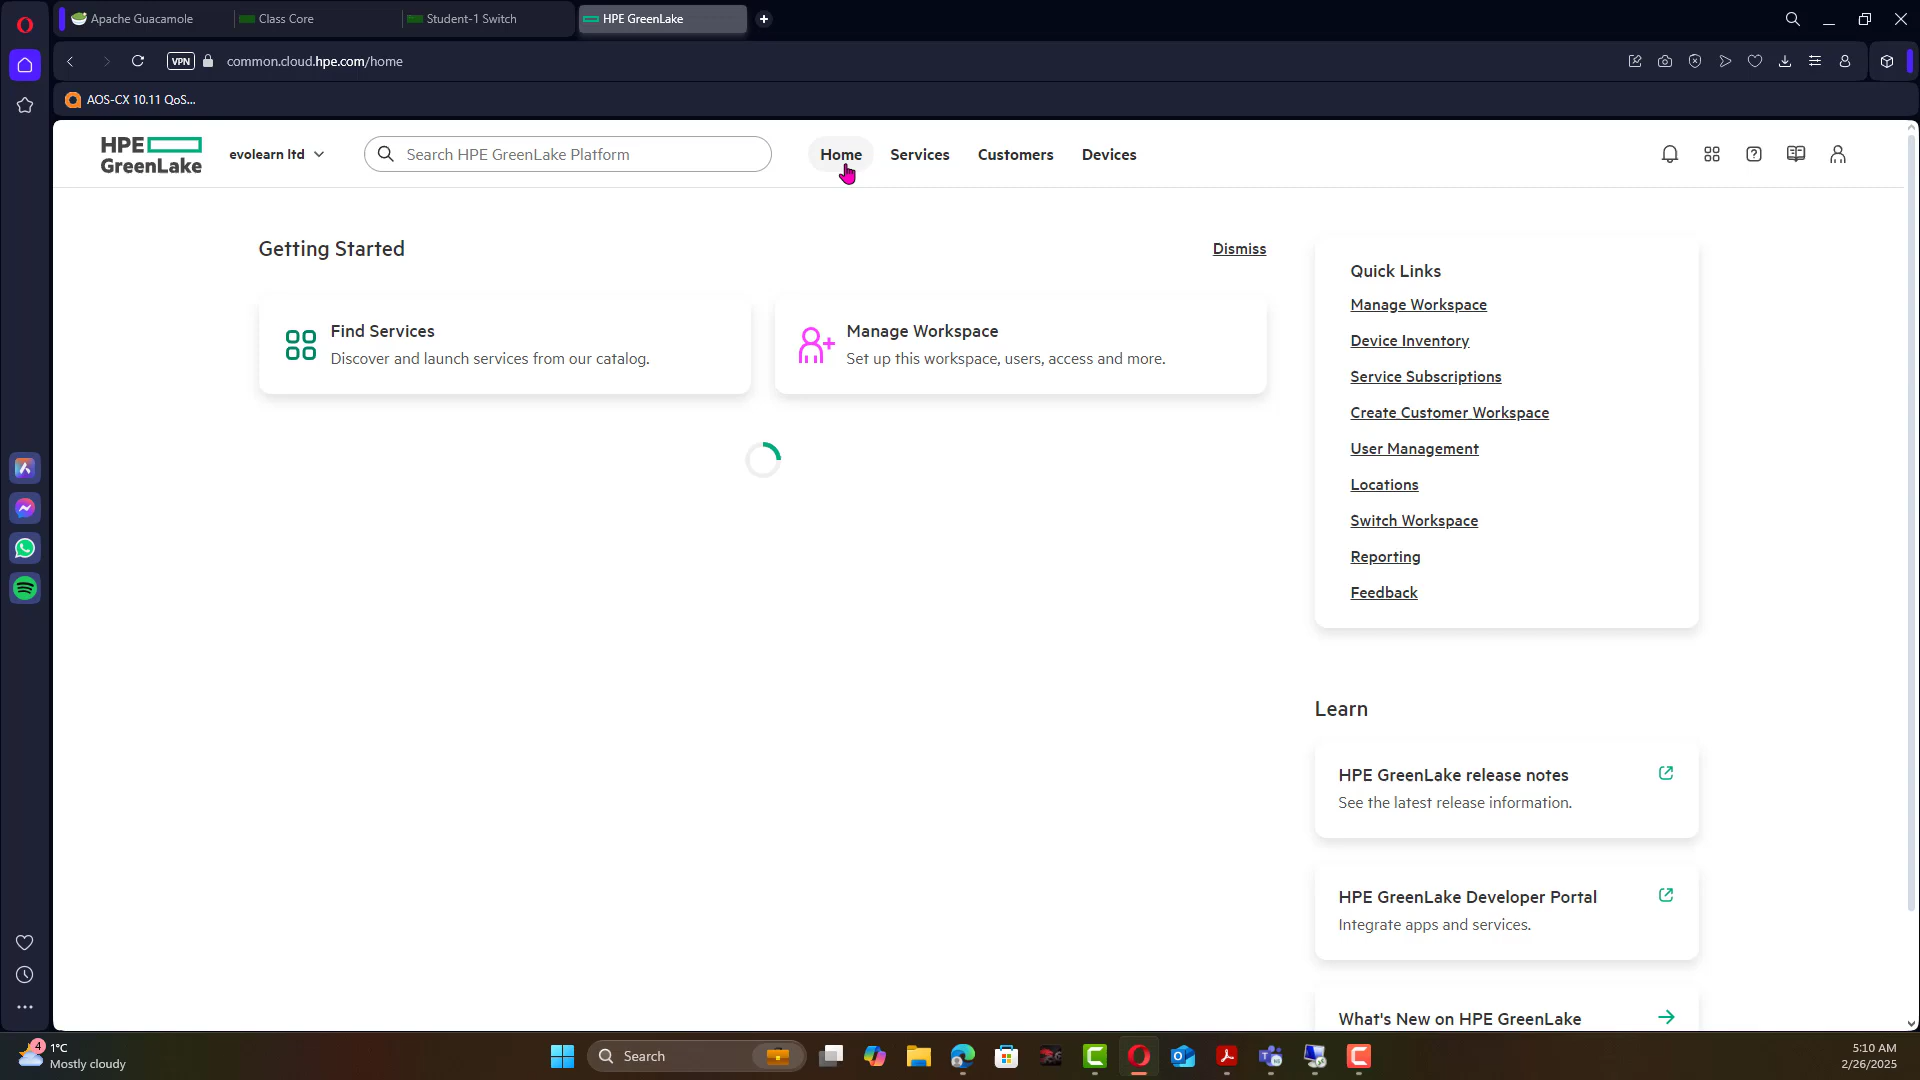 Apache Guacamole
Class Core
Student-1 Switch
HPE GreenLake
VPN
common.cloud.hpe.com/home
AOS-CX 10.11 QoS...
HPE
GreenLake
evolearn ltd
Search HPE GreenLake Platform
Home
Services
Customers
Devices
Getting Started
Dismiss
Find Services
Discover and launch services from our catalog.
Manage Workspace
Set up this workspace, users, access and more.
Quick Links
Manage Workspace
Device Inventory
Service Subscriptions
Create Customer Workspace
User Management
Locations
Switch Workspace
Reporting
Feedback
Learn
HPE GreenLake release notes
See the latest release information.
HPE GreenLake Developer Portal
Integrate apps and services.
What's New on HPE GreenLake
4
1°C
Mostly cloudy
Search
5:10 AM
2/26/2025